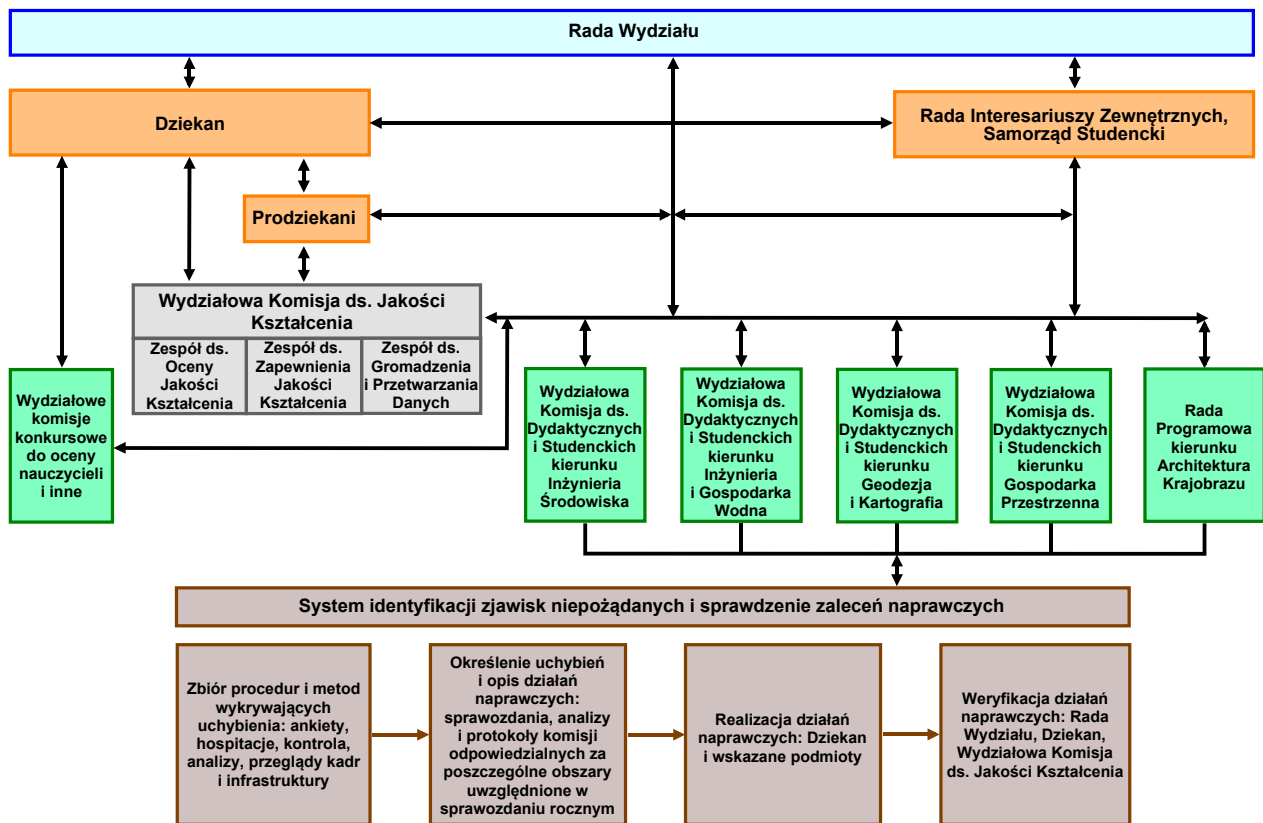 Rada Wydziału
Dziekan
Rada Interesariuszy Zewnętrznych,
Samorząd Studencki
Prodziekani
Wydziałowa Komisja ds. Jakości
Kształcenia
Zespół ds.
Oceny
Jakości
Kształcenia
Zespół ds.
Zapewnienia
Jakości
Kształcenia
Zespół ds.
Gromadzenia
i Przetwarzania
Danych
Wydziałowe
komisje
konkursowe
do oceny
nauczycieli
i inne
Wydziałowa
Komisja ds.
Dydaktycznych
i Studenckich
kierunku
Inżynieria
Środowiska
Wydziałowa
Komisja ds.
Dydaktycznych
i Studenckich
kierunku
Inżynieria
i Gospodarka
Wodna
Wydziałowa
Komisja ds.
Dydaktycznych
i Studenckich
kierunku
Geodezja
i Kartografia
Wydziałowa
Komisja ds.
Dydaktycznych
i Studenckich
kierunku
Gospodarka
Przestrzenna
Rada
Programowa
kierunku
Architektura
Krajobrazu
System identyfikacji zjawisk niepożądanych i sprawdzenie zaleceń naprawczych
Zbiór procedur i metod
wykrywających
uchybienia: ankiety,
hospitacje, kontrola,
analizy, przeglądy kadr
i infrastruktury
Określenie uchybień
i opis działań
naprawczych:
sprawozdania, analizy
i protokoły komisji
odpowiedzialnych za
poszczególne obszary
uwzględnione w
sprawozdaniu rocznym
Realizacja działań
naprawczych: Dziekan
i wskazane podmioty
Weryfikacja działań
naprawczych: Rada
Wydziału, Dziekan,
Wydziałowa Komisja
ds. Jakości Kształcenia